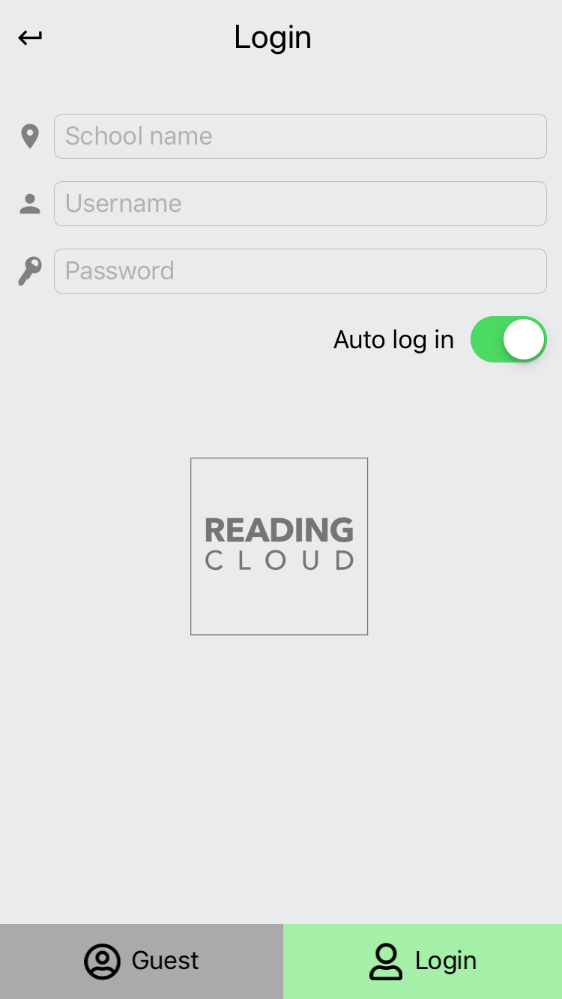 Login
School name
Username
Password
Auto log in
READING
CLOUD
Guest
Login